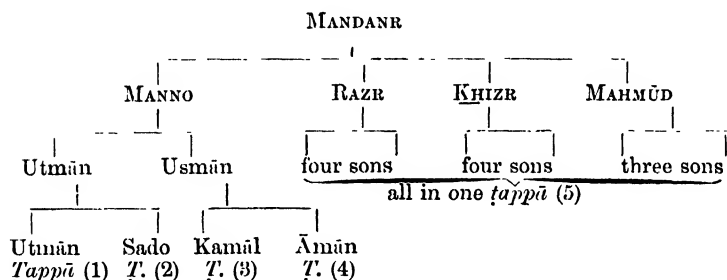 MANDANR
MANNO RAZR KHIZR MAHMŪD
Utmān Usmān four sons four sons three sons
all in one ṭappā (5)
Utmān Sado Kamāl Āmān
Tappā (1) T. (2) T. (3) T. (4)